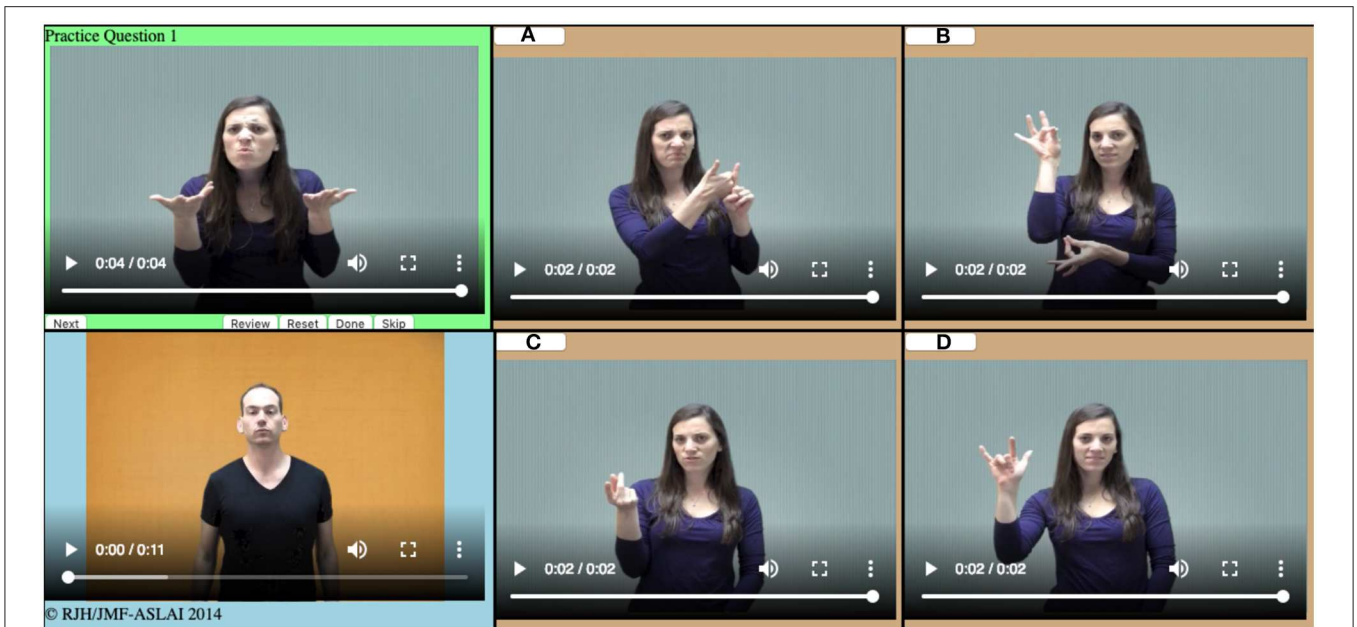 Practice Question 1
A
B
0:04 / 0:04
0:02 / 0:02
0:02 / 0:02
Next
Review
Reset
Done
Skip
C
D
0:00 / 0:11
0:02 / 0:02
0:02 / 0:02
© RJH/JMF-ASLAI 2014